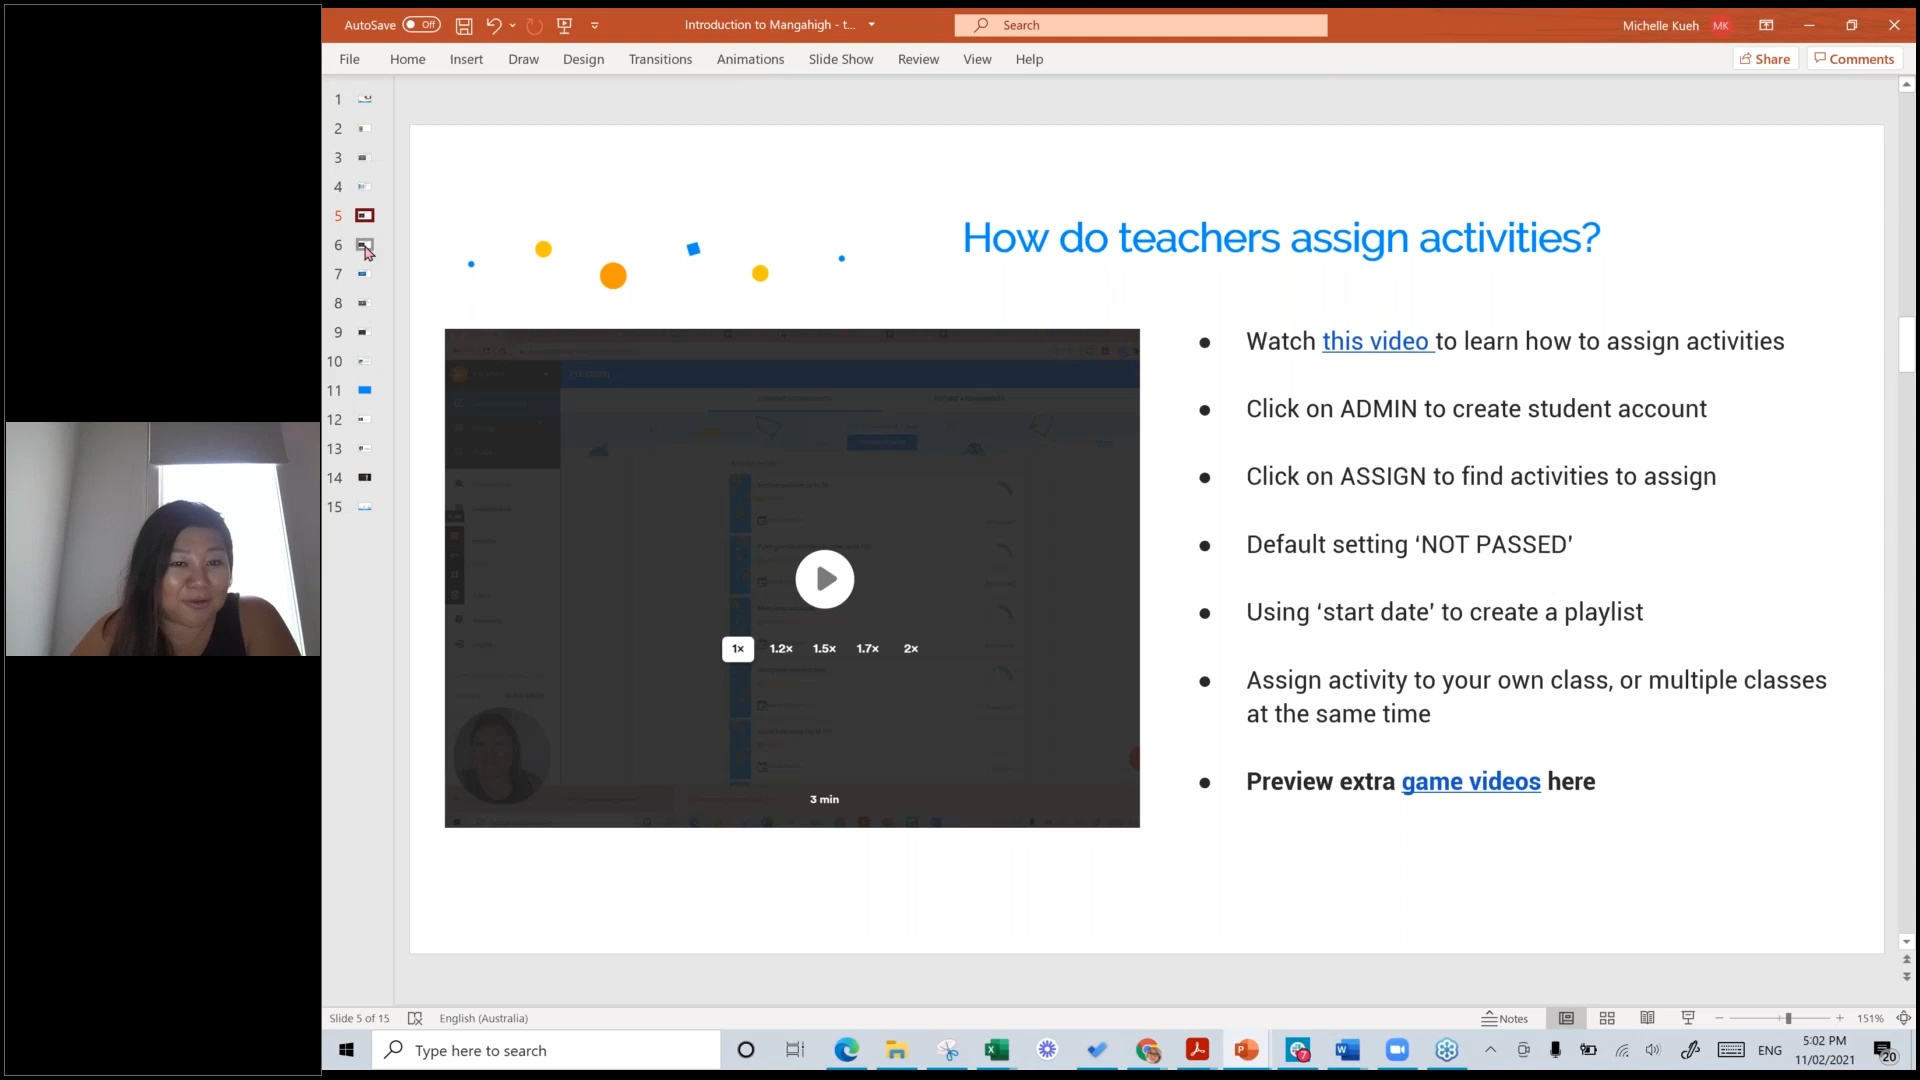 AutoSave Off
Introduction to Mangahigh - t...
Search
Michelle Kueh MK
File Home Insert Draw Design Transitions Animations Slide Show Review View Help
Share Comments
1
2
3
4
5
6
7
8
9
10
11
12
13
14
15
How do teachers assign activities?
● Watch this video to learn how to assign activities
● Click on ADMIN to create student account
● Click on ASSIGN to find activities to assign
● Default setting ‘NOT PASSED’
● Using ‘start date’ to create a playlist
● Assign activity to your own class, or multiple classes
at the same time
● Preview extra game videos here
1× 1.2× 1.5× 1.7× 2×
3 min
Slide 5 of 15 English (Australia) Notes 151%
Type here to search
7
ENG
5:02 PM
11/02/2021
20